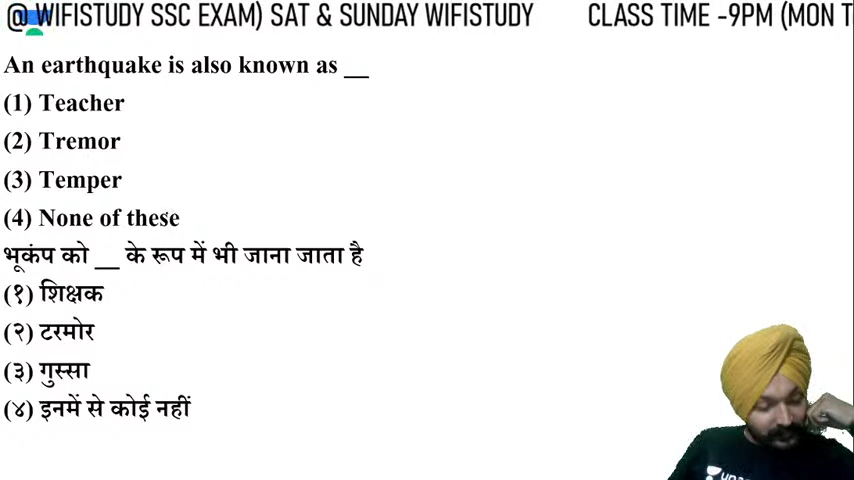 @ WIFISTUDY SSC EXAM) SAT & SUNDAY WIFISTUDY CLASS TIME -9PM (MON T
An earthquake is also known as __
(1) Teacher
(2) Tremor
(3) Temper
(4) None of these
भूकंप को __ के रूप में भी जाना जाता है
(१) शिक्षक
(२) टरमोर
(३) गुस्सा
(४) इनमें से कोई नहीं